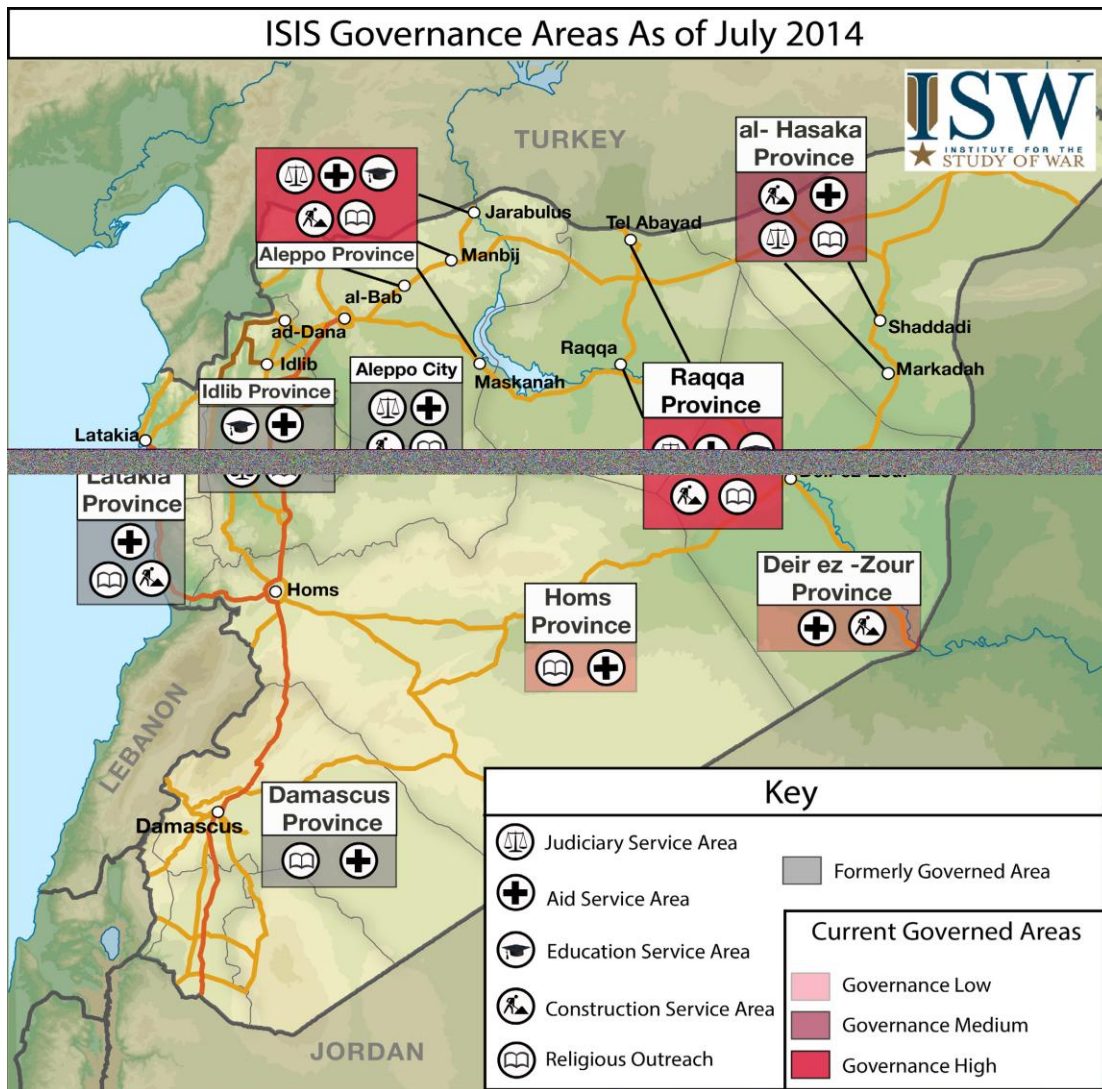 ISIS Governance Areas As of July 2014
ISW
INSTITUTE FOR THE
STUDY OF WAR
TURKEY
al- Hasaka
Province
Jarabulus
Tel Abayad
Aleppo Province
Manbij
al-Bab
ad-Dana
Shaddadi
Idlib
Aleppo City
Maskanah
Raqqa
Markadah
Raqqa
Province
Idlib Province
Latakia
Latakia
Province
Homs
Homs
Province
Deir ez -Zour
Province
LEBANON
Damascus
Province
Damascus
JORDAN
Key
Judiciary Service Area
Aid Service Area
Education Service Area
Construction Service Area
Religious Outreach
Formerly Governed Area
Current Governed Areas
Governance Low
Governance Medium
Governance High